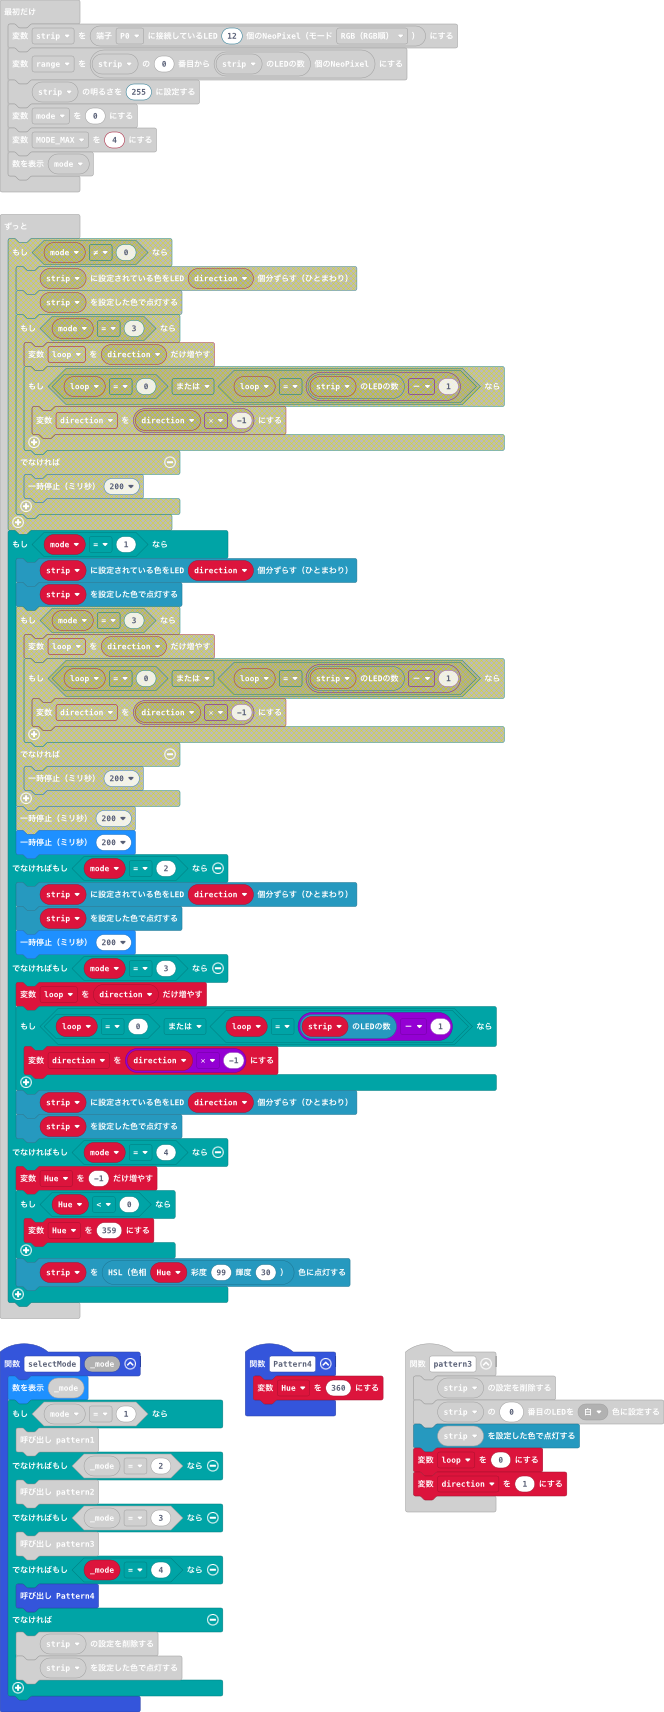 最初だけ
変数 strip を 端子 P0 に接続しているLED 12 個のNeoPixel (モード RGB (RGB順) ) にする
変数 range を strip の 0 番目から strip のLEDの数 個のNeoPixel にする
strip の明るさを 255 に設定する
変数 mode を 0 にする
変数 MODE_MAX を 4 にする
数を表示 mode
ずっと
もし mode ≠ 0 なら
strip に設定されている色をLED direction 個分ずらす (ひとまわり)
strip を設定した色で点灯する
もし mode = 3 なら
変数 loop を direction だけ増やす
もし loop = 0 または loop = strip のLEDの数 - 1 なら
変数 direction を direction × -1 にする
でなければ
一時停止 (ミリ秒) 200
もし mode = 1 なら
strip に設定されている色をLED direction 個分ずらす (ひとまわり)
strip を設定した色で点灯する
もし mode = 3 なら
変数 loop を direction だけ増やす
もし loop = 0 または loop = strip のLEDの数 - 1 なら
変数 direction を direction × -1 にする
でなければ
一時停止 (ミリ秒) 200
一時停止 (ミリ秒) 200
一時停止 (ミリ秒) 200
でなければもし mode = 2 なら
strip に設定されている色をLED direction 個分ずらす (ひとまわり)
strip を設定した色で点灯する
一時停止 (ミリ秒) 200
でなければもし mode = 3 なら
変数 loop を direction だけ増やす
もし loop = 0 または loop = strip のLEDの数 - 1 なら
変数 direction を direction × -1 にする
strip に設定されている色をLED direction 個分ずらす (ひとまわり)
strip を設定した色で点灯する
でなければもし mode = 4 なら
変数 Hue を -1 だけ増やす
もし Hue < 0 なら
変数 Hue を 359 にする
strip を HSL (色相 Hue 彩度 99 輝度 30 ) 色に点灯する
関数 selectMode _mode
数を表示 _mode
もし mode = 1 なら
呼び出し pattern1
でなければもし _mode = 2 なら
呼び出し pattern2
でなければもし _mode = 3 なら
呼び出し pattern3
でなければもし _mode = 4 なら
呼び出し Pattern4
でなければ
strip の設定を削除する
strip を設定した色で点灯する
関数 Pattern4
変数 Hue を 360 にする
関数 pattern3
strip の設定を削除する
strip の 0 番目のLEDを 白 色に設定する
strip を設定した色で点灯する
変数 loop を 0 にする
変数 direction を 1 にする